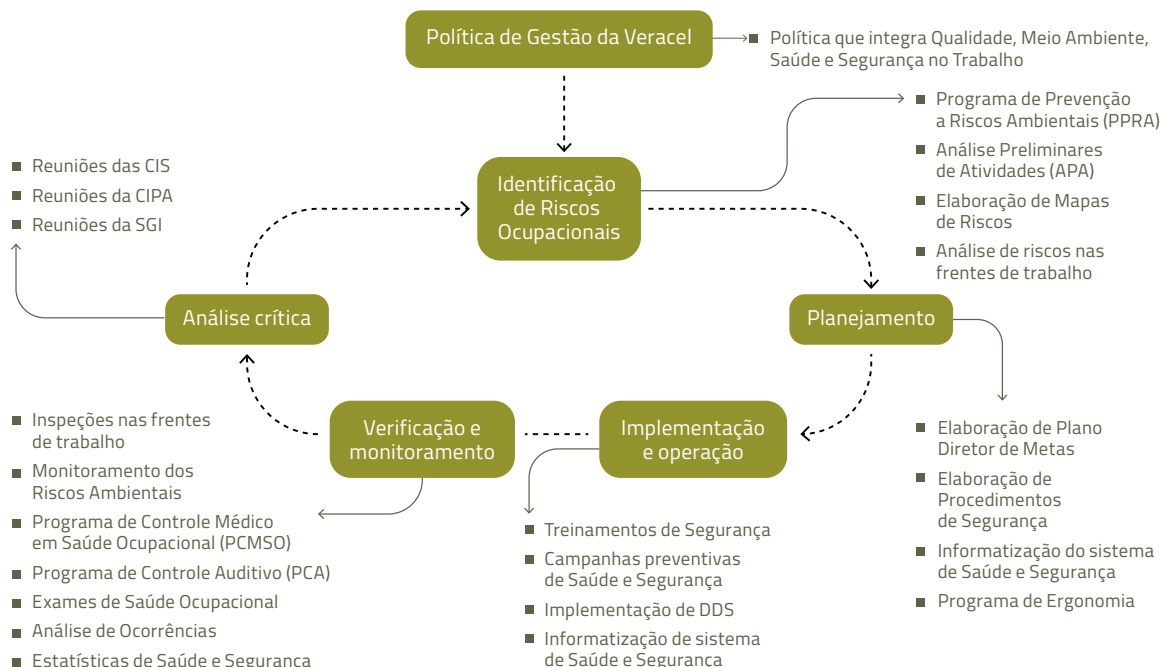 Política de Gestão da Veracel
■ Política que integra Qualidade, Meio Ambiente,
Saúde e Segurança no Trabalho
Identificação
de Riscos
Ocupacionais
■ Programa de Prevenção
a Riscos Ambientais (PPRA)
■ Análise Preliminares
de Atividades (APA)
■ Elaboração de Mapas
de Riscos
■ Análise de riscos nas
frentes de trabalho
Planejamento
■ Elaboração de Plano
Diretor de Metas
■ Elaboração de
Procedimentos
de Segurança
■ Informatização do sistema
de Saúde e Segurança
■ Programa de Ergonomia
Implementação
e operação
■ Treinamentos de Segurança
■ Campanhas preventivas
de Saúde e Segurança
■ Implementação de DDS
■ Informatização de sistema
de Saúde e Segurança
Verificação e
monitoramento
■ Inspeções nas frentes
de trabalho
■ Monitoramento dos
Riscos Ambientais
■ Programa de Controle Médico
em Saúde Ocupacional (PCMSO)
■ Programa de Controle Auditivo (PCA)
■ Exames de Saúde Ocupacional
■ Análise de Ocorrências
■ Estatísticas de Saúde e Segurança
Análise crítica
■ Reuniões das CIS
■ Reuniões da CIPA
■ Reuniões da SGI